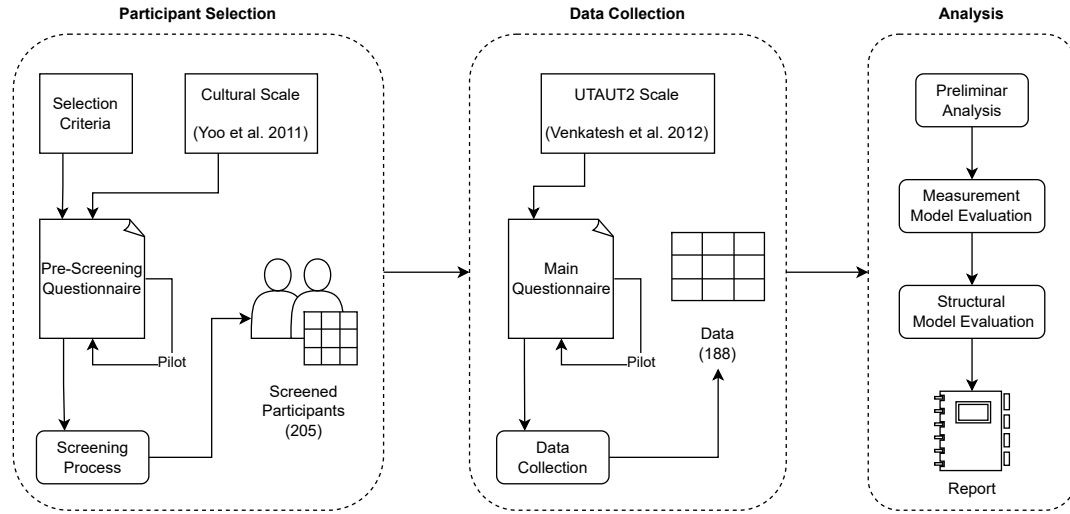 Participant Selection
Selection
Criteria
Cultural Scale
(Yoo et al. 2011)
Pre-Screening
Questionnaire
Pilot
Screening
Process
Screened
Participants
(205)
Data Collection
UTAUT2 Scale
(Venkatesh et al. 2012)
Main
Questionnaire
Pilot
Data
Collection
Data
(188)
Analysis
Preliminar
Analysis
Measurement
Model Evaluation
Structural
Model Evaluation
Report